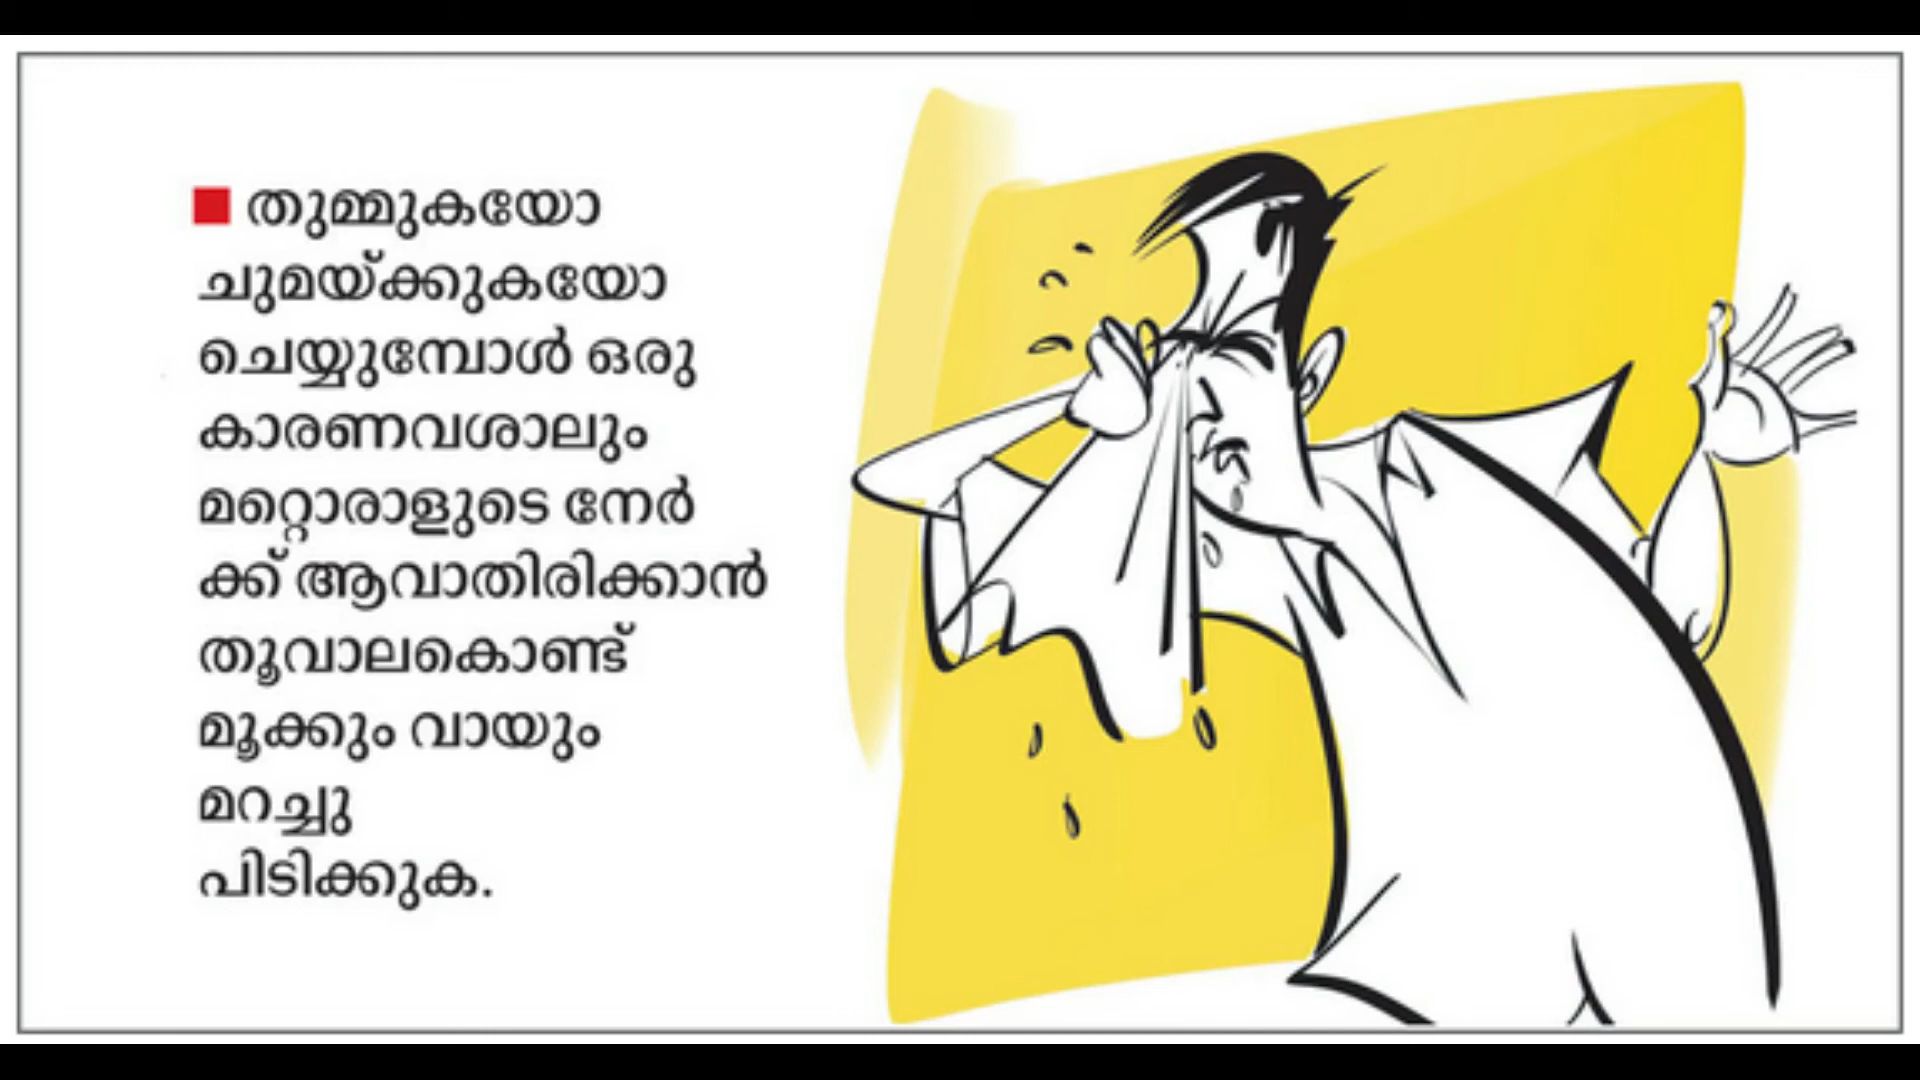 തുമ്മുകയോ
ചുമയ്ക്കുകയോ
ചെയ്യുമ്പോൾ ഒരു
കാരണവശാലും
മറ്റൊരാളുടെ നേർ
ക്ക് ആവാതിരിക്കാൻ
തൂവാലകൊണ്ട്
മൂക്കും വായും
മറച്ചു
പിടിക്കുക.